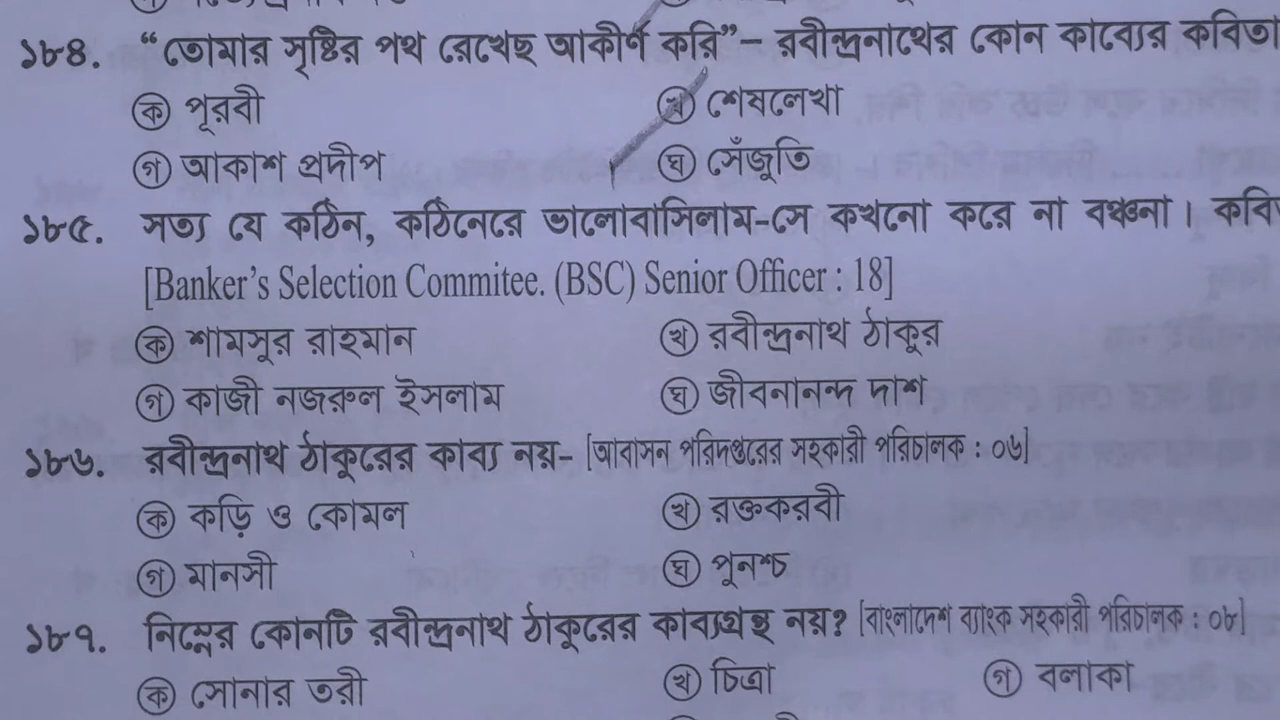 ১৮৪. “তোমার সৃষ্টির পথ রেখেছ আকীর্ণ করি”– রবীন্দ্রনাথের কোন কাব্যের কবিতা
ক পূরবী খ শেষলেখা
গ আকাশ প্রদীপ ঘ সেঁজুতি
১৮৫. সত্য যে কঠিন, কঠিনেরে ভালোবাসিলাম-সে কখনো করে না বঞ্চনা। কবি
[Banker's Selection Commitee. (BSC) Senior Officer : 18]
ক শামসুর রাহমান খ রবীন্দ্রনাথ ঠাকুর
গ কাজী নজরুল ইসলাম ঘ জীবনানন্দ দাশ
১৮৬. রবীন্দ্রনাথ ঠাকুরের কাব্য নয়– [আবাসন পরিদপ্তরের সহকারী পরিচালক : ০৬]
ক কড়ি ও কোমল খ রক্তকরবী
গ মানসী ঘ পুনশ্চ
১৮৭. নিম্নের কোনটি রবীন্দ্রনাথ ঠাকুরের কাব্যগ্রন্থ নয়? [বাংলাদেশ ব্যাংক সহকারী পরিচালক : ০৮]
ক সোনার তরী খ চিত্রা গ বলাকা